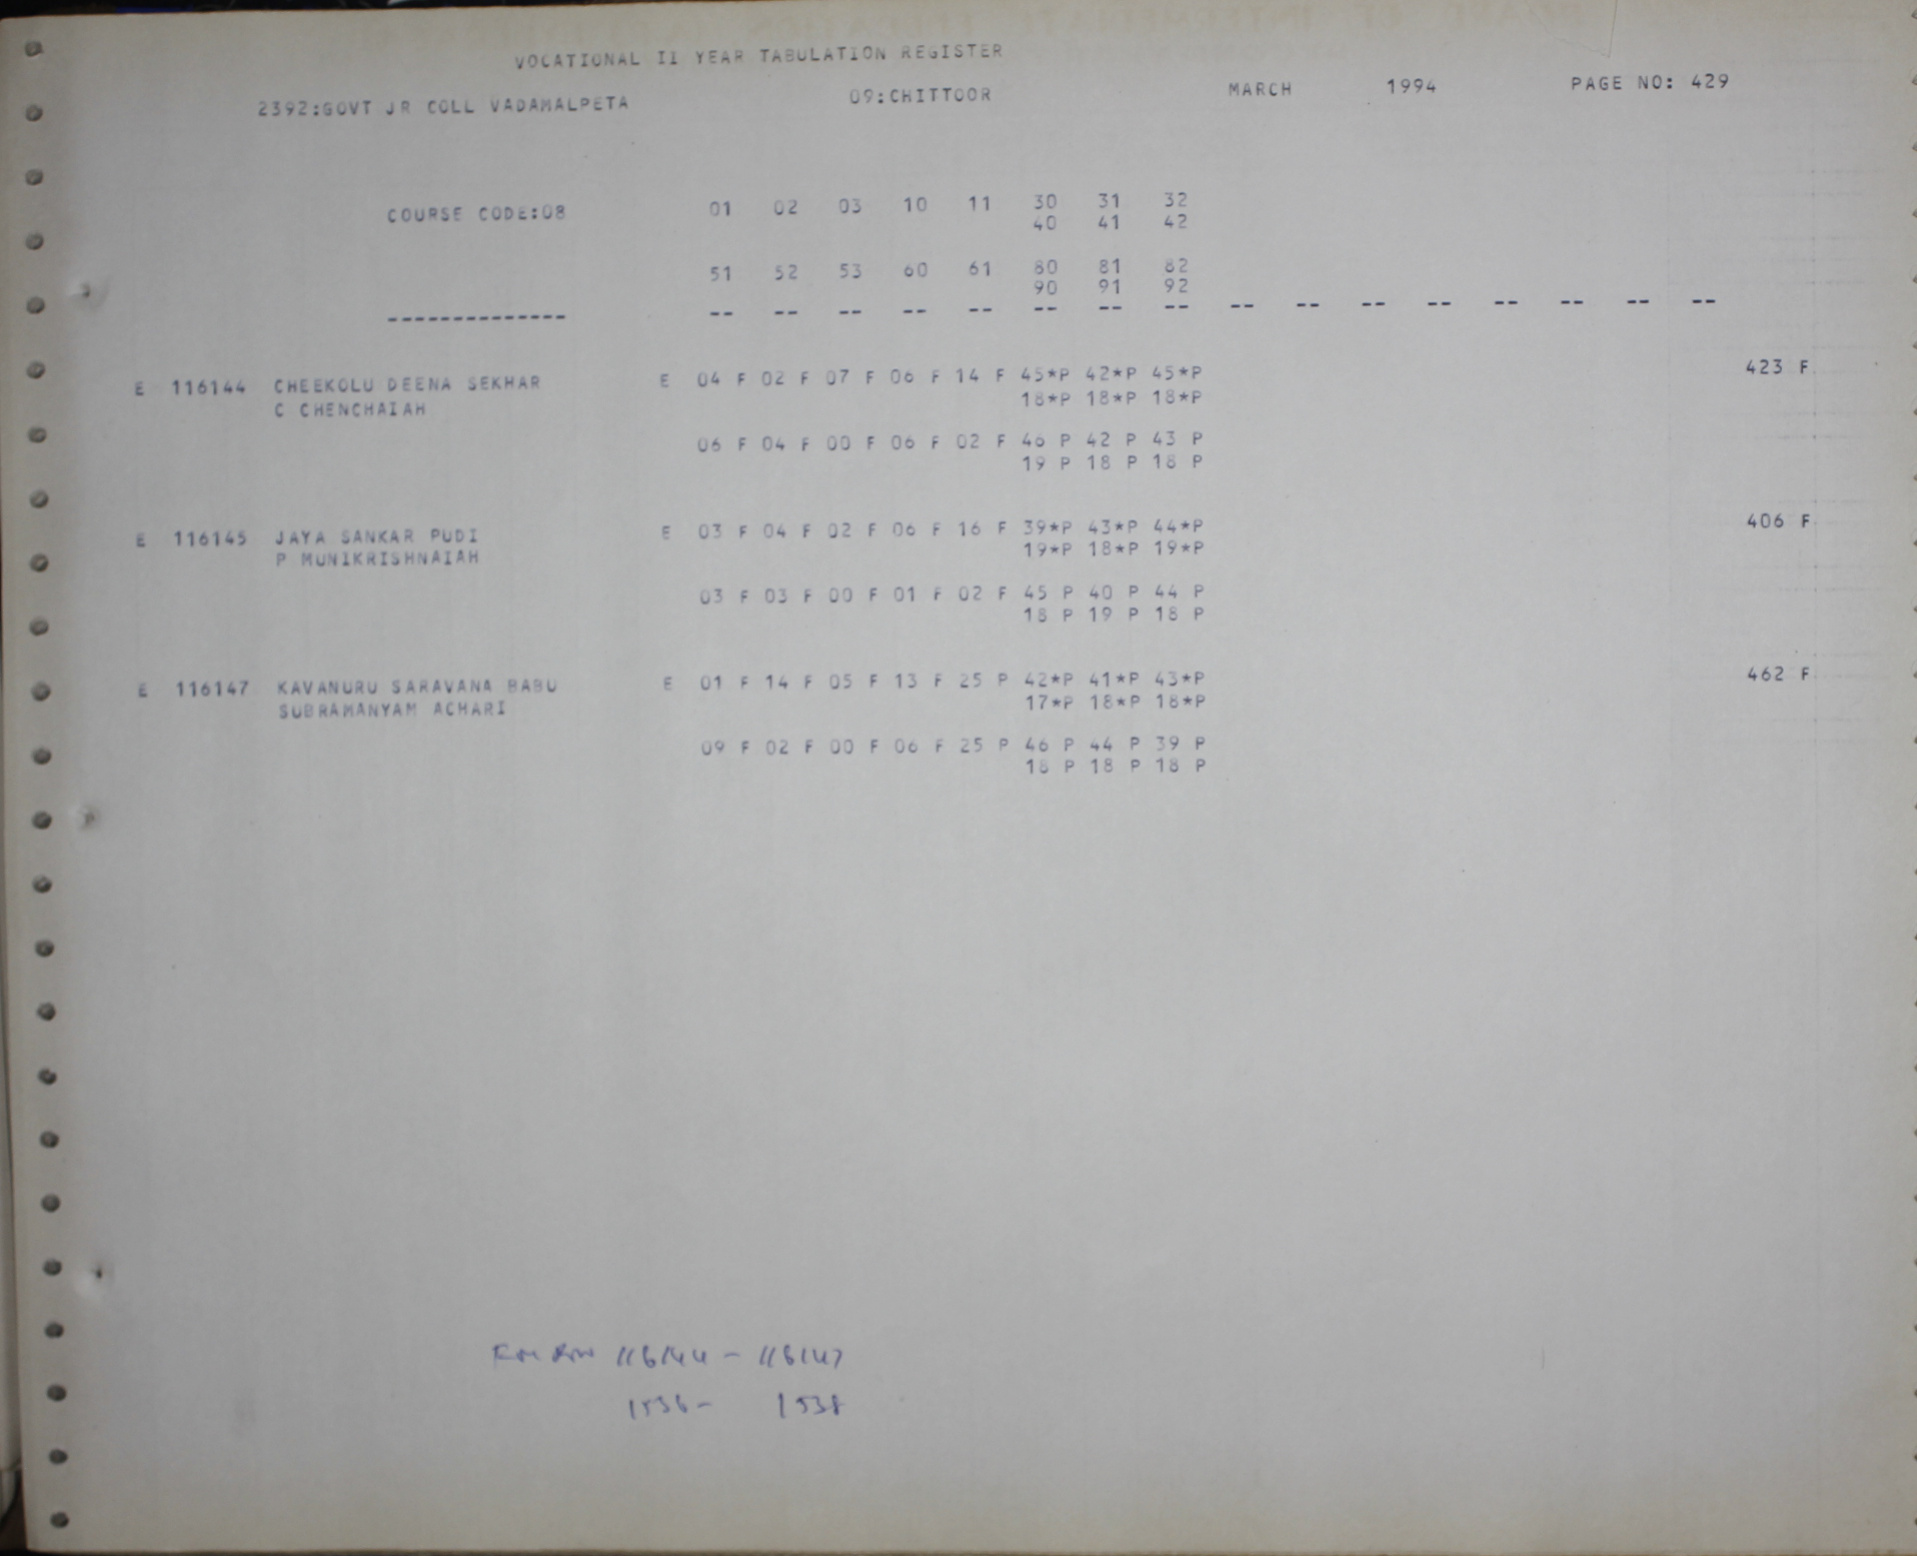 VOCATIONAL II YEAR TABULATION REGISTER
2392:GOVT JR COLL VADAMALPETA 09:CHITTOOR MARCH 1994 PAGE NO: 429
COURSE CODE:08 01 02 03 10 11 30 31 32
40 41 42
51 52 53 60 61 80 81 82
90 91 92
-------------- -- -- -- -- -- -- -- -- -- -- -- -- -- -- -- --
E 116144 CHEEKOLU DEENA SEKHAR E 04 F 02 F 07 F 06 F 14 F 45*P 42*P 45*P 423 F
C CHENCHAIAH 18*P 18*P 18*P
06 F 04 F 00 F 06 F 02 F 46 P 42 P 43 P
19 P 18 P 18 P
E 116145 JAYA SANKAR PUDI E 03 F 04 F 02 F 06 F 16 F 39*P 43*P 44*P 406 F
P MUNIKRISHNAIAH 19*P 18*P 19*P
03 F 03 F 00 F 01 F 02 F 45 P 40 P 44 P
18 P 19 P 18 P
E 116147 KAVANURU SARAVANA BABU E 01 F 14 F 05 F 13 F 25 P 42*P 41*P 43*P 462 F
SUBRAMANYAM ACHARI 17*P 18*P 18*P
09 F 02 F 00 F 06 F 25 P 46 P 44 P 39 P
18 P 18 P 18 P
116144 - 116147
1536- 1538